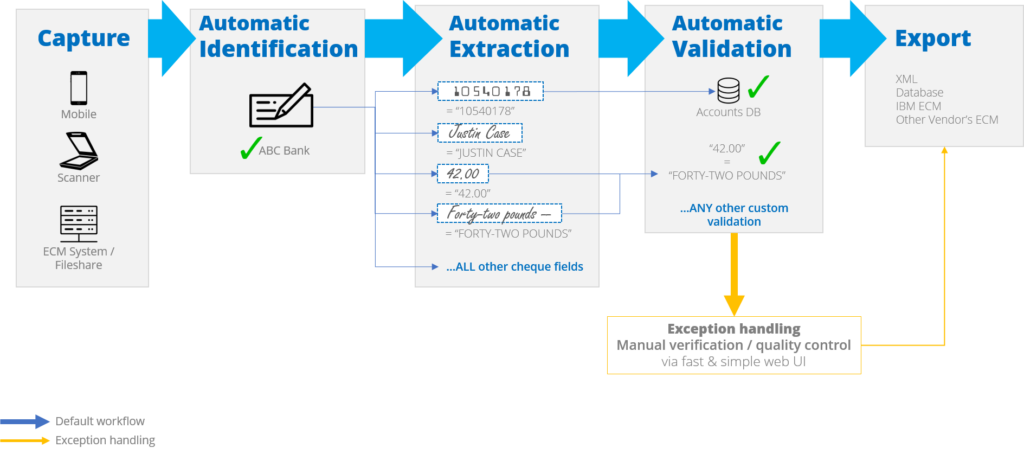 Capture
Mobile
Scanner
ECM System /
Fileshare
Automatic
Identification
ABC Bank
Automatic
Extraction
10540178
= “10540178”
Justin Case
= “JUSTIN CASE”
42.00
= “42.00”
Forty-two pounds —
= “FORTY-TWO POUNDS”
...ALL other cheque fields
Automatic
Validation
Accounts DB
“42.00”
=
“FORTY-TWO POUNDS”
...ANY other custom
validation
Export
XML
Database
IBM ECM
Other Vendor’s ECM
Exception handling
Manual verification / quality control
via fast & simple web UI
Default workflow
Exception handling